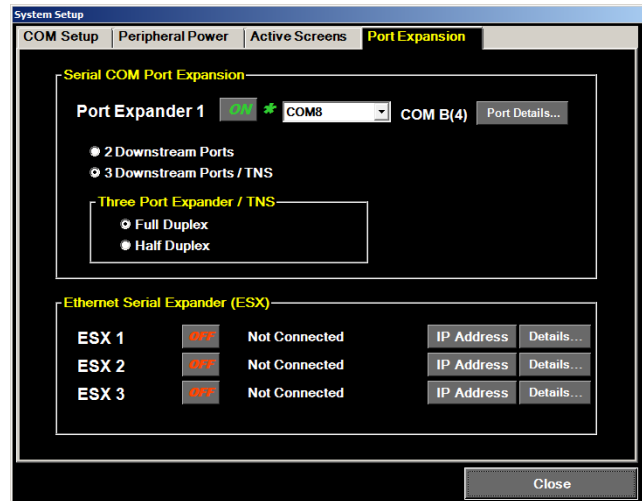 System Setup
COM Setup Peripheral Power Active Screens Port Expansion
Serial COM Port Expansion
Port Expander 1 ON * COM8 COM B(4) Port Details...
2 Downstream Ports
3 Downstream Ports / TNS
Three Port Expander / TNS
Full Duplex
Half Duplex
Ethernet Serial Expander (ESX)
ESX 1 OFF Not Connected IP Address Details...
ESX 2 OFF Not Connected IP Address Details...
ESX 3 OFF Not Connected IP Address Details...
Close